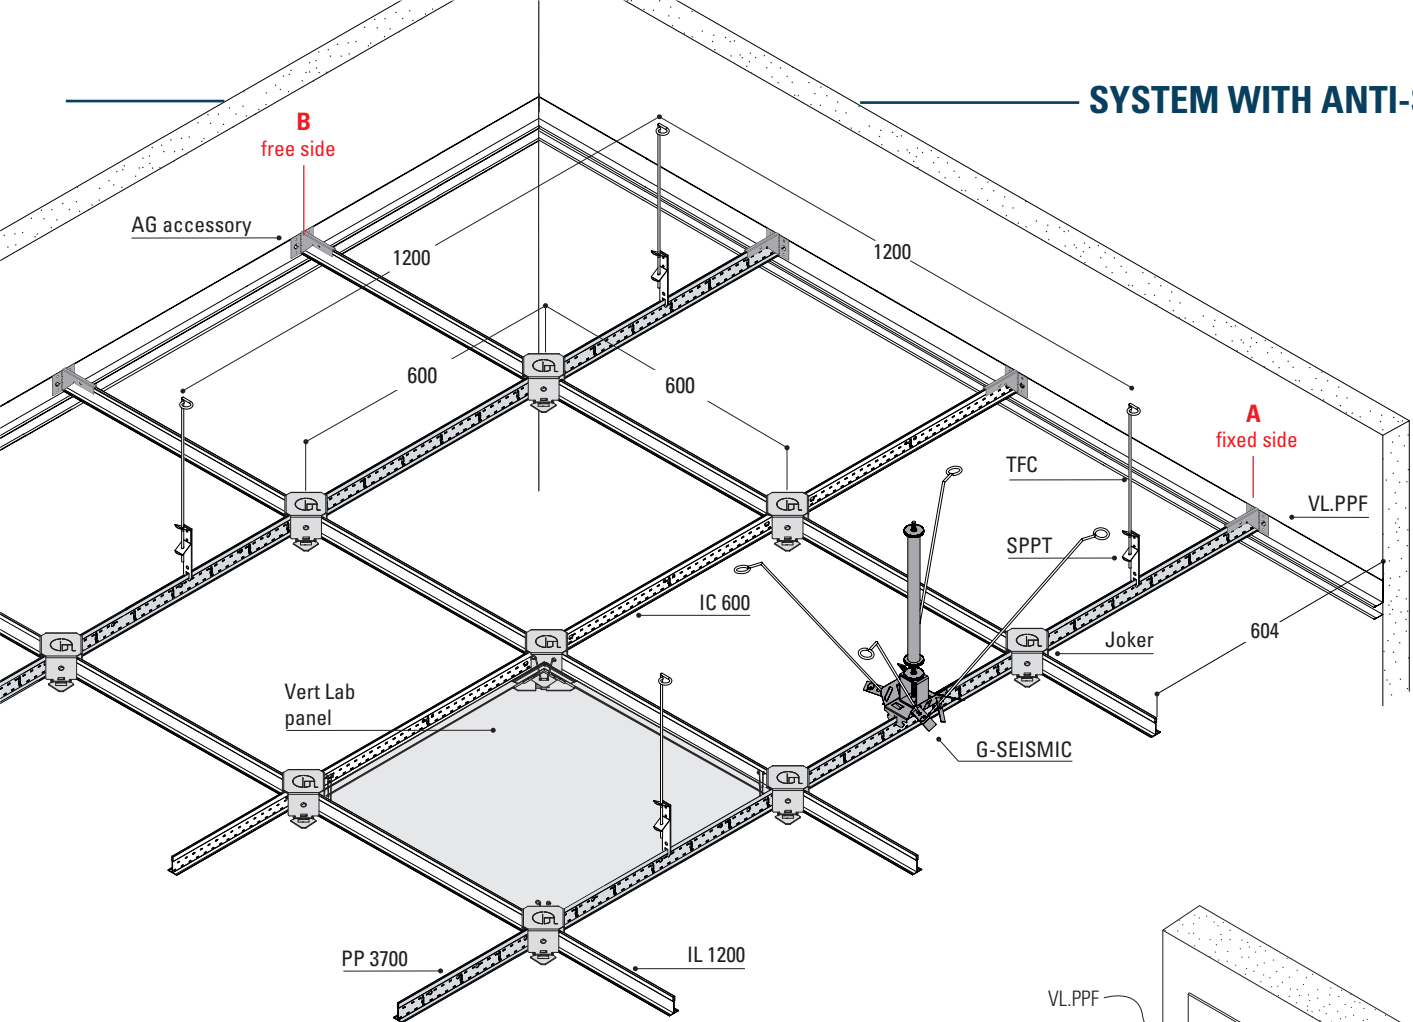 SYSTEM WITH ANTI-
B
free side
AG accessory
1200
1200
600
600
A
fixed side
TFC
VL.PPF
SPPT
IC 600
604
Joker
Vert Lab
panel
G-SEISMIC
PP 3700
IL 1200
VL.PPF